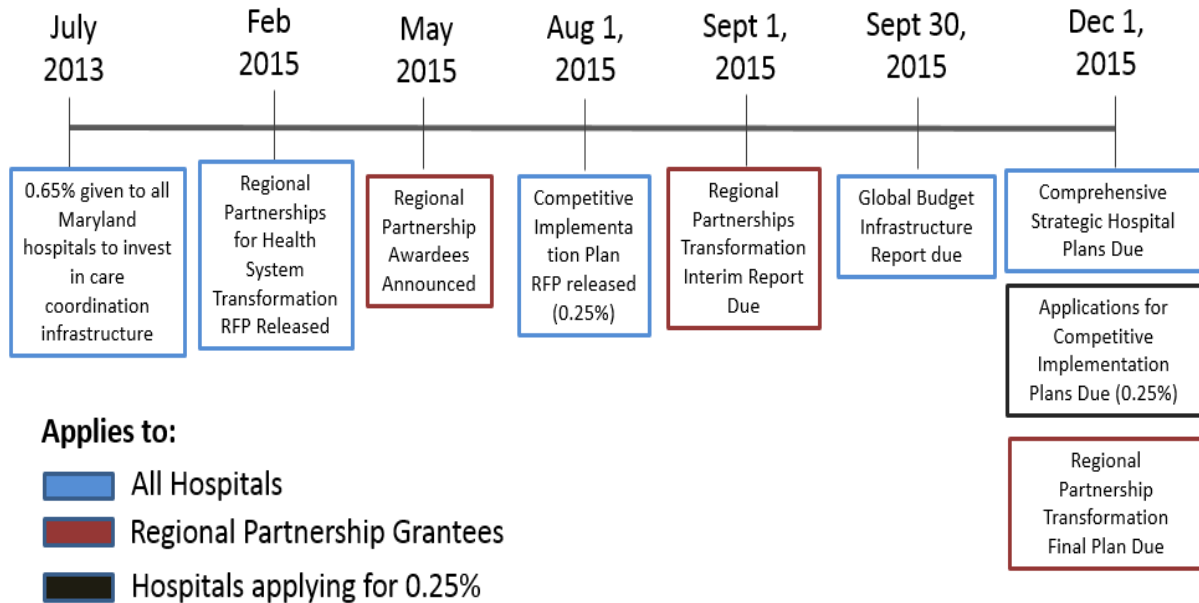 July
2013
Feb
2015
May
2015
Aug 1,
2015
Sept 1,
2015
Sept 30,
2015
Dec 1,
2015
0.65% given to all
Maryland
hospitals to invest
in care
coordination
infrastructure
Regional
Partnerships
for Health
System
Transformation
RFP Released
Regional
Partnership
Awardees
Announced
Competitive
Implementa
tion Plan
RFP released
(0.25%)
Regional
Partnerships
Transformation
Interim Report
Due
Global Budget
Infrastructure
Report due
Comprehensive
Strategic Hospital
Plans Due
Applications for
Competitive
Implementation
Plans Due (0.25%)
Regional
Partnership
Transformation
Final Plan Due
Applies to:
All Hospitals
Regional Partnership Grantees
Hospitals applying for 0.25%